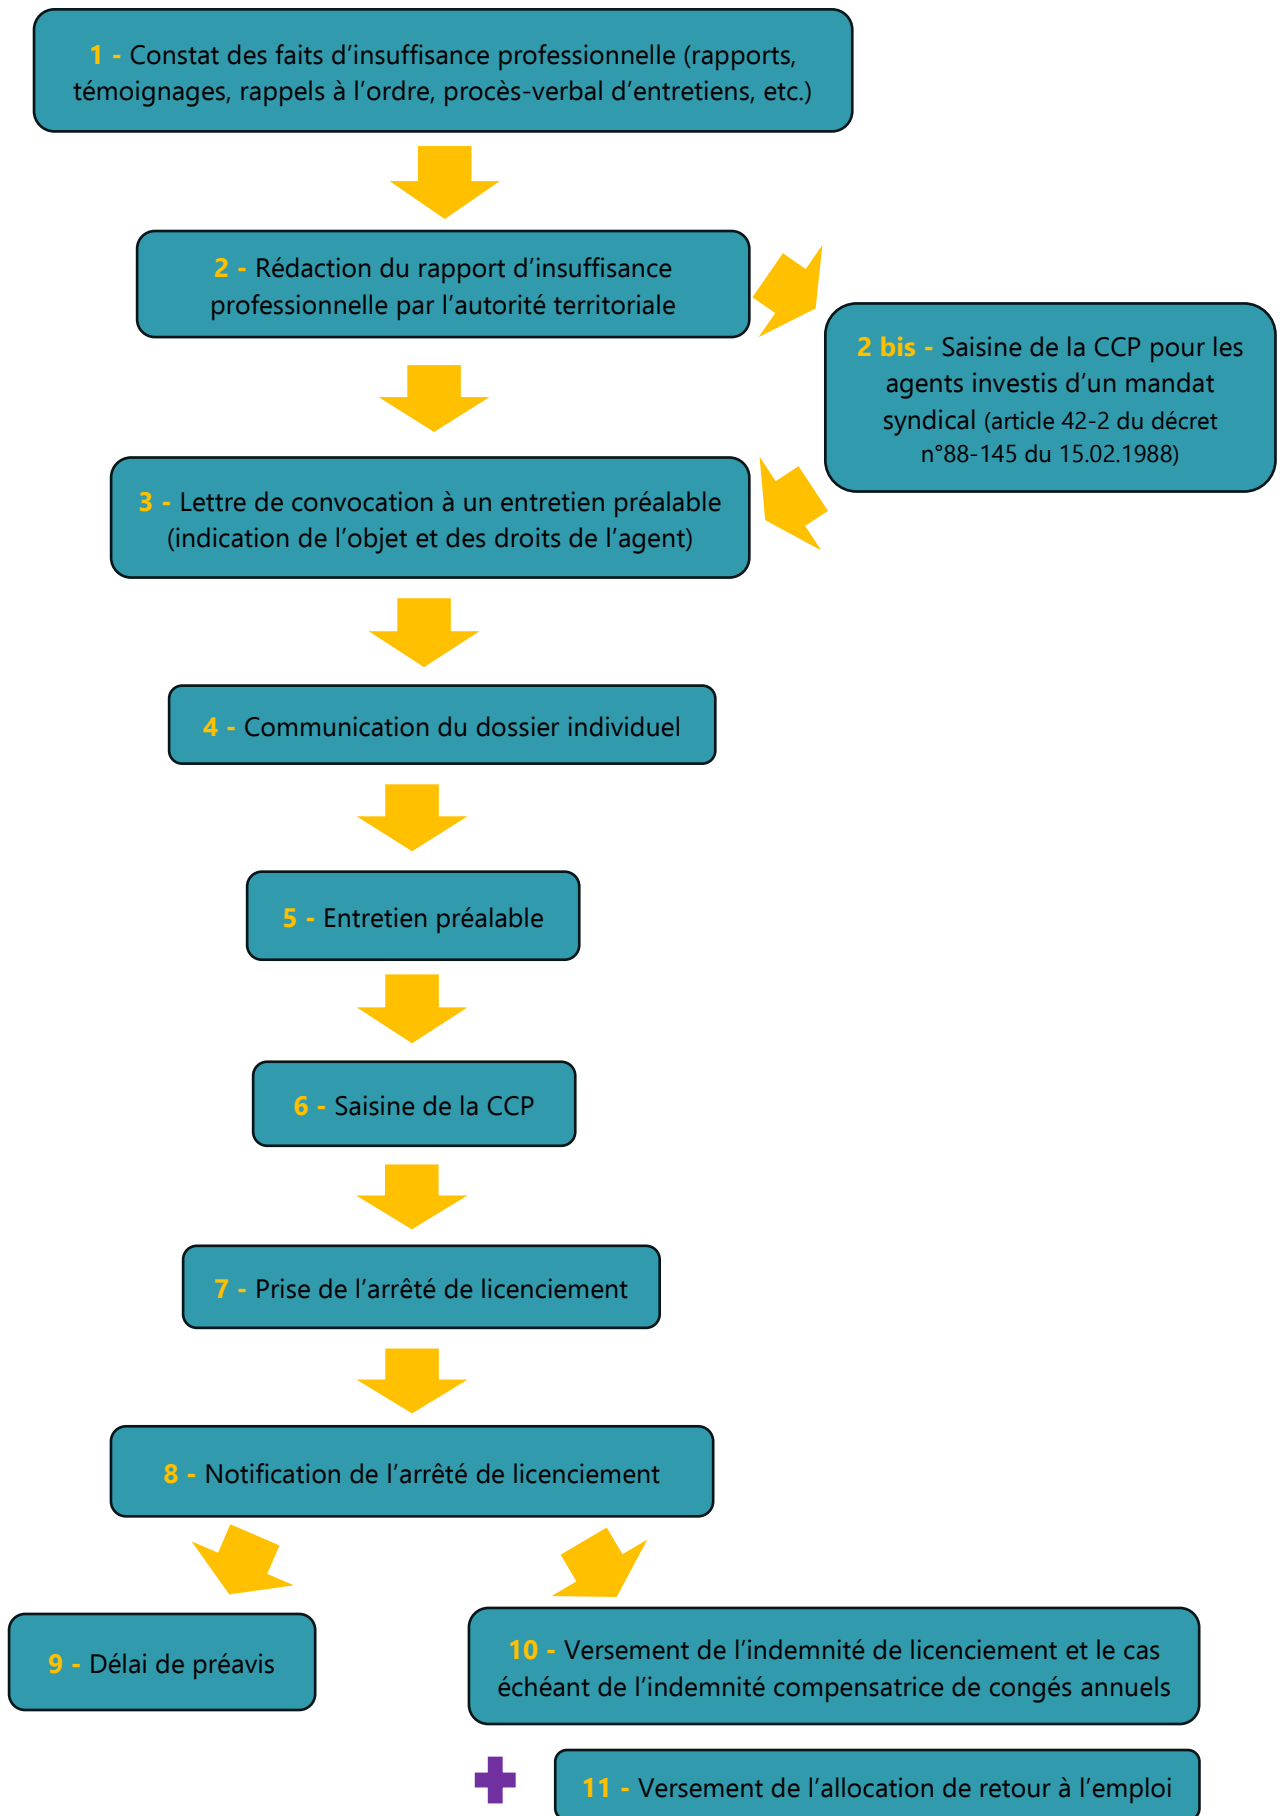 1 - Constat des faits d’insuffisance professionnelle (rapports,
témoignages, rappels à l’ordre, procès-verbal d’entretiens, etc.)
2 - Rédaction du rapport d’insuffisance
professionnelle par l’autorité territoriale
2 bis - Saisine de la CCP pour les
agents investis d’un mandat
syndical (article 42-2 du décret
n°88-145 du 15.02.1988)
3 - Lettre de convocation à un entretien préalable
(indication de l’objet et des droits de l’agent)
4 - Communication du dossier individuel
5 - Entretien préalable
6 - Saisine de la CCP
7 - Prise de l’arrêté de licenciement
8 - Notification de l’arrêté de licenciement
9 - Délai de préavis
10 - Versement de l’indemnité de licenciement et le cas
échéant de l’indemnité compensatrice de congés annuels
11 - Versement de l’allocation de retour à l’emploi